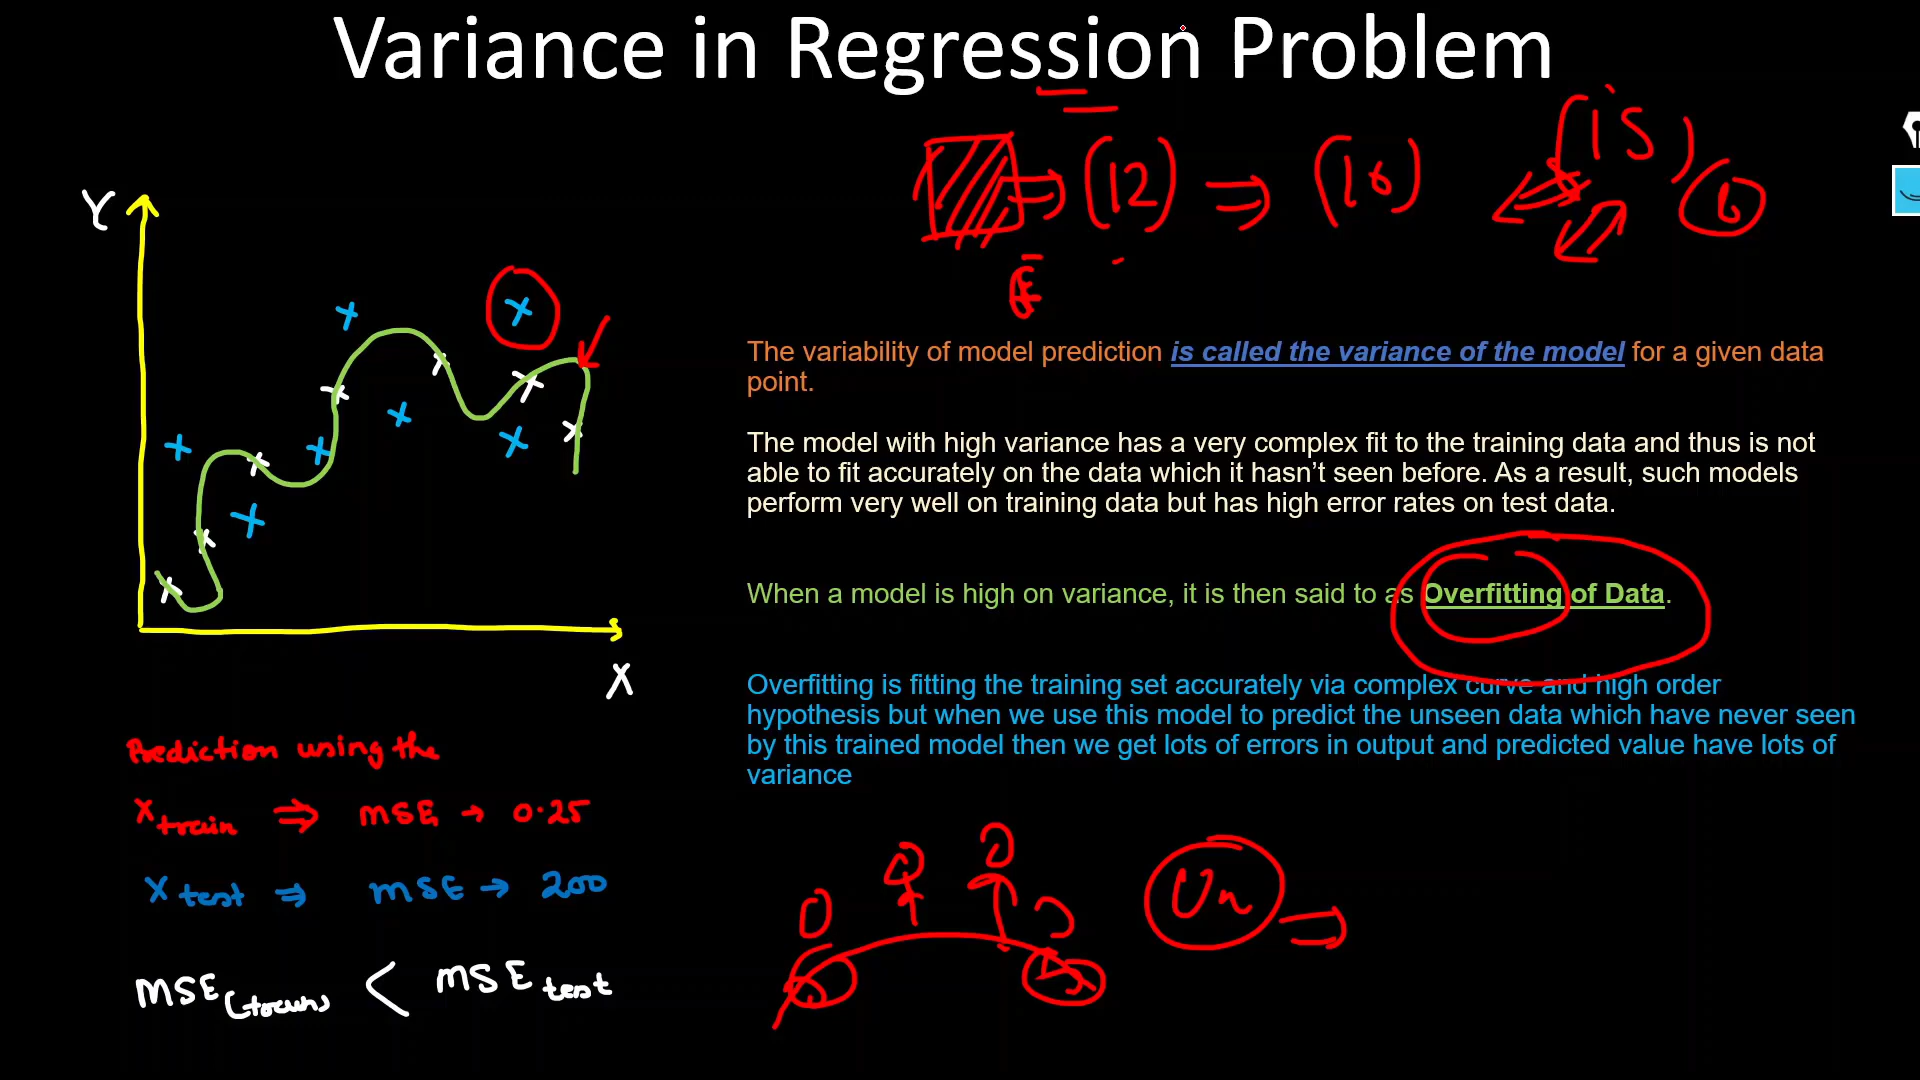 Variance in Regression Problem
(12) ⇒ (16)
(15)
6
Y
X
The variability of model prediction is called the variance of the model for a given data
point.
The model with high variance has a very complex fit to the training data and thus is not
able to fit accurately on the data which it hasn’t seen before. As a result, such models
perform very well on training data but has high error rates on test data.
When a model is high on variance, it is then said to as Overfitting of Data.
Overfitting is fitting the training set accurately via complex curve and high order
hypothesis but when we use this model to predict the unseen data which have never seen
by this trained model then we get lots of errors in output and predicted value have lots of
variance
Prediction using the
X train ⇒ MSE → 0.25
X test ⇒ MSE → 200
MSE (train) < MSE test